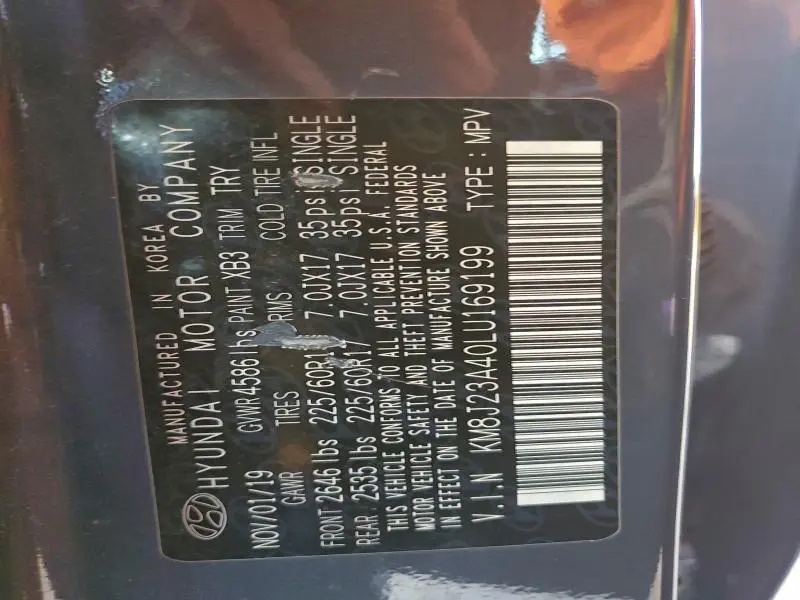 MANUFACTURED IN KOREA BY
HYUNDAI MOTOR COMPANY
NOV/01/19 GVWR4586 lbs PAINT XB3 TRIM TRY
GAWR TIRES RIMS COLD TIRE INFL
FRONT 2646 lbs 225/60R17 7.0JX17 35psi SINGLE
REAR 2535 lbs 225/60R17 7.0JX17 35psi SINGLE
THIS VEHICLE CONFORMS TO ALL APPLICABLE U.S.A. FEDERAL
MOTOR VEHICLE SAFETY AND THEFT PREVENTION STANDARDS
IN EFFECT ON THE DATE OF MANUFACTURE SHOWN ABOVE
V.I.N KM8J23A40LU169199 TYPE : MPV